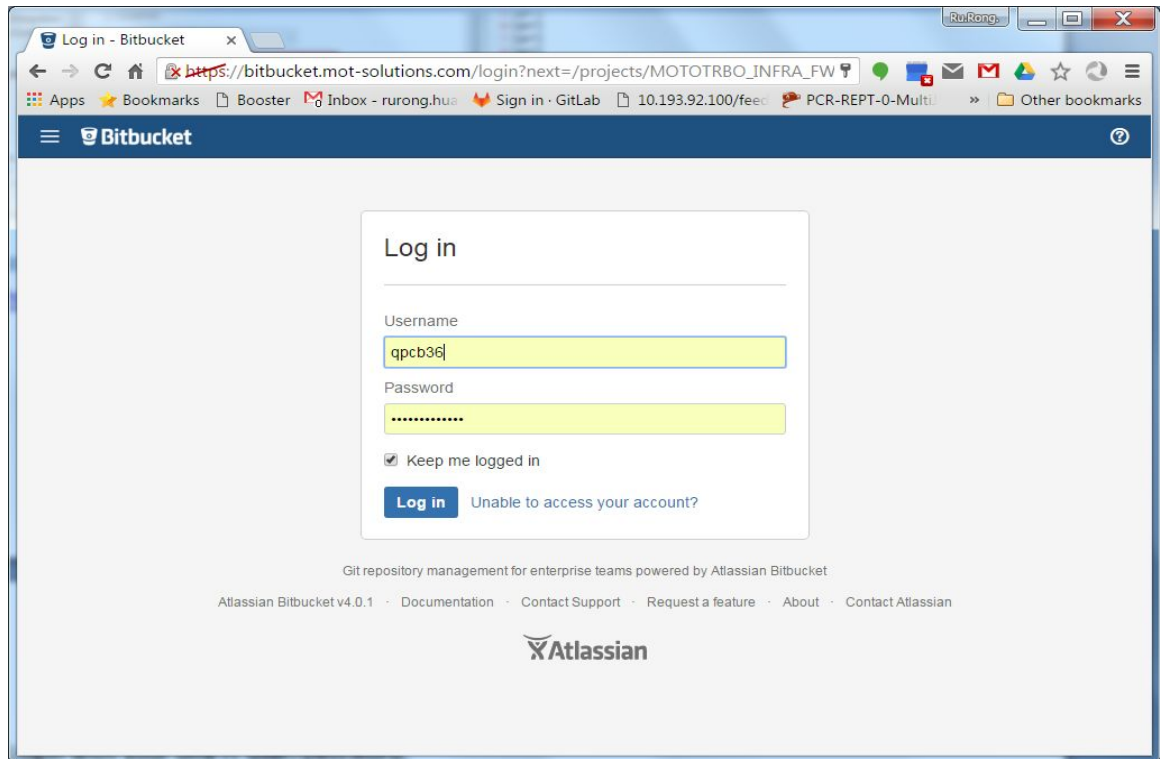 RuRong
Log in - Bitbucket
https://bitbucket.mot-solutions.com/login?next=/projects/MOTOTRBO_INFRA_FW
Apps Bookmarks Booster Inbox - rurong.hua Sign in · GitLab 10.193.92.100/feed PCR-REPT-0-Multi » Other bookmarks
Bitbucket
Log in
Username
qpcb36
Password
•••••••••••••
Keep me logged in
Log in Unable to access your account?
Git repository management for enterprise teams powered by Atlassian Bitbucket
Atlassian Bitbucket v4.0.1 · Documentation · Contact Support · Request a feature · About · Contact Atlassian
Atlassian